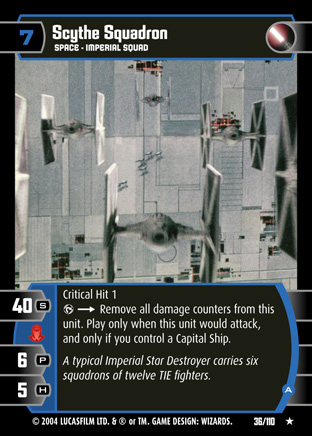 7
Scythe Squadron
SPACE - IMPERIAL SQUAD
40 S
6 P
5 H
Critical Hit 1
Remove all damage counters from this
unit. Play only when this unit would attack,
and only if you control a Capital Ship.
A typical Imperial Star Destroyer carries six
squadrons of twelve TIE fighters.
A
© 2004 LUCASFILM LTD. & ® or TM. GAME DESIGN: WIZARDS.
36/110